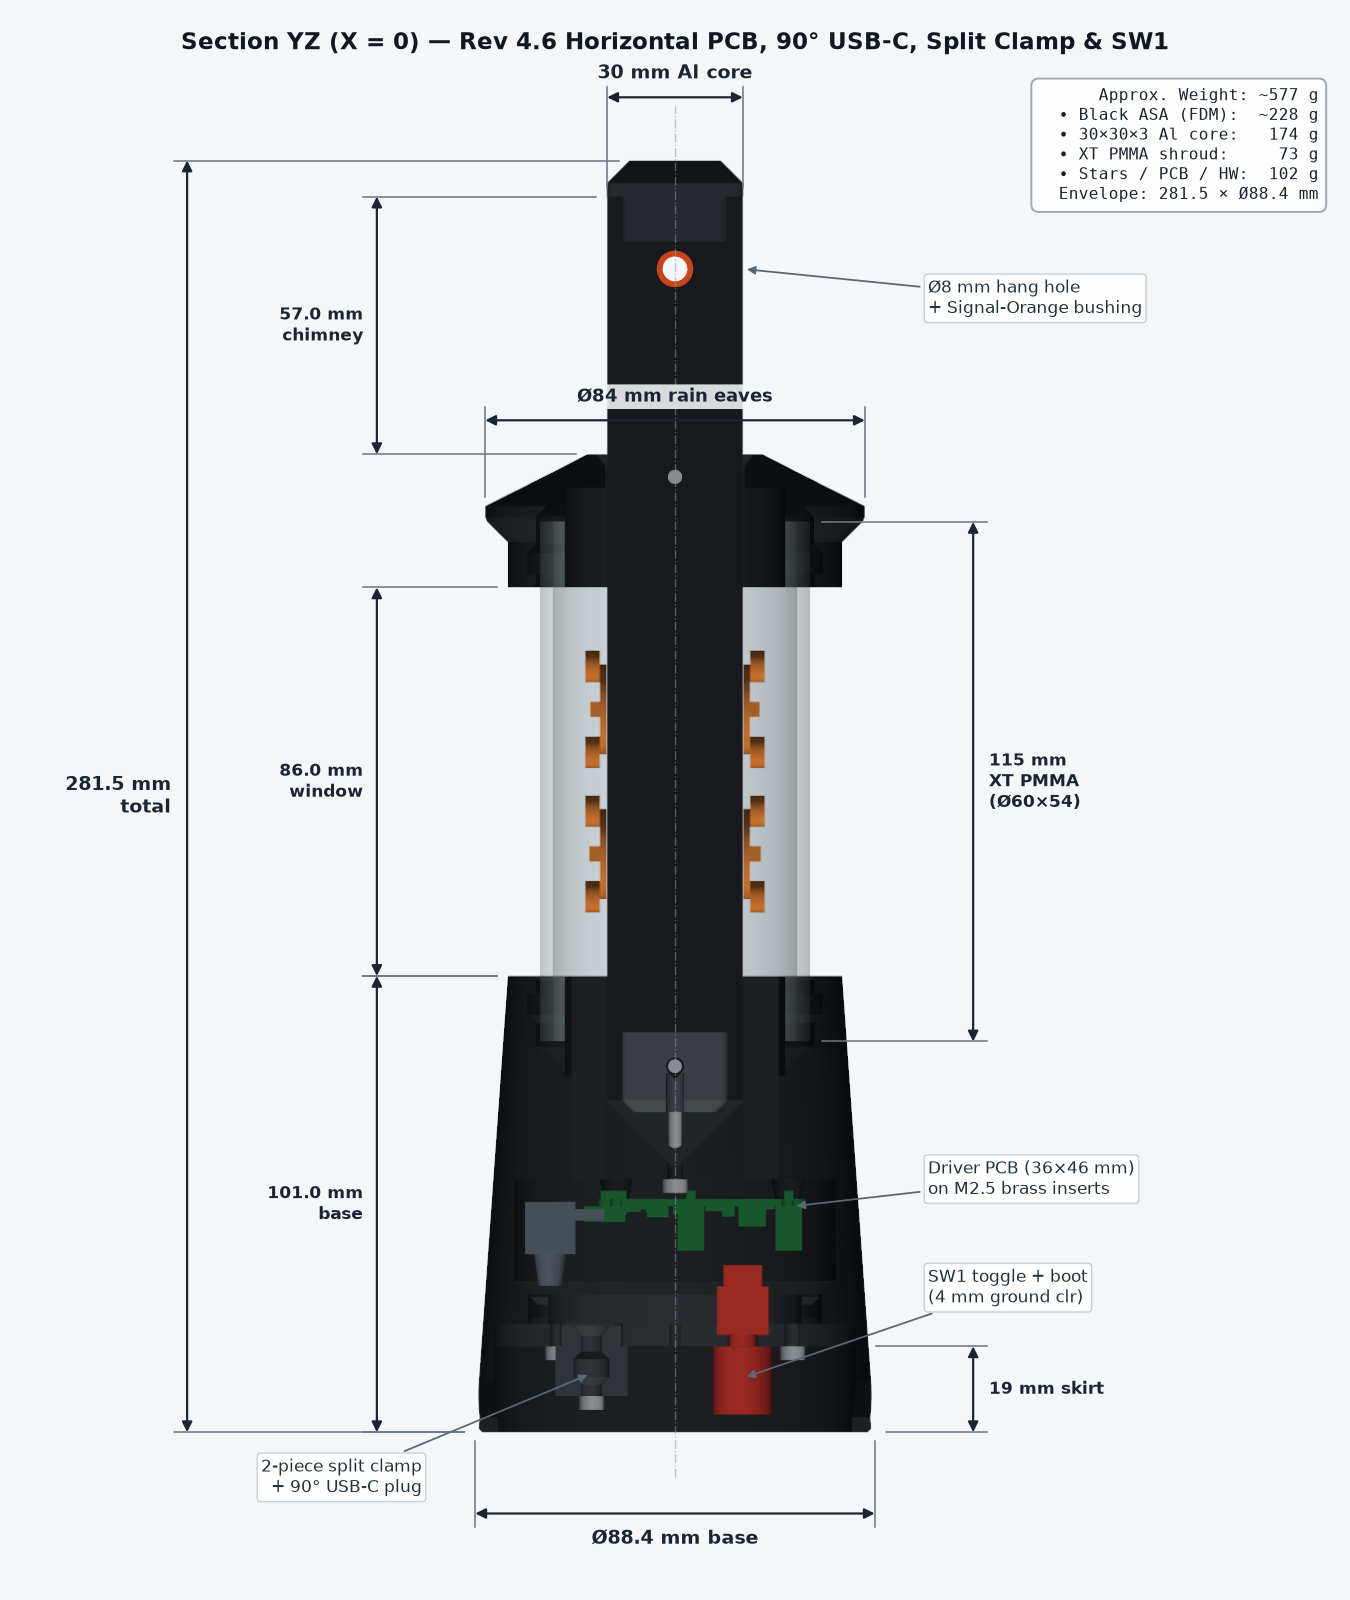 Section YZ (X = 0) — Rev 4.6 Horizontal PCB, 90° USB-C, Split Clamp & SW1
30 mm Al core
Approx. Weight: ~577 g
• Black ASA (FDM): ~228 g
• 30×30×3 Al core: 174 g
• XT PMMA shroud: 73 g
• Stars / PCB / HW: 102 g
Envelope: 281.5 × Ø88.4 mm
Ø8 mm hang hole
+ Signal-Orange bushing
57.0 mm
chimney
Ø84 mm rain eaves
86.0 mm
window
281.5 mm
total
115 mm
XT PMMA
(Ø60×54)
Driver PCB (36×46 mm)
on M2.5 brass inserts
101.0 mm
base
SW1 toggle + boot
(4 mm ground clr)
19 mm skirt
2-piece split clamp
+ 90° USB-C plug
Ø88.4 mm base